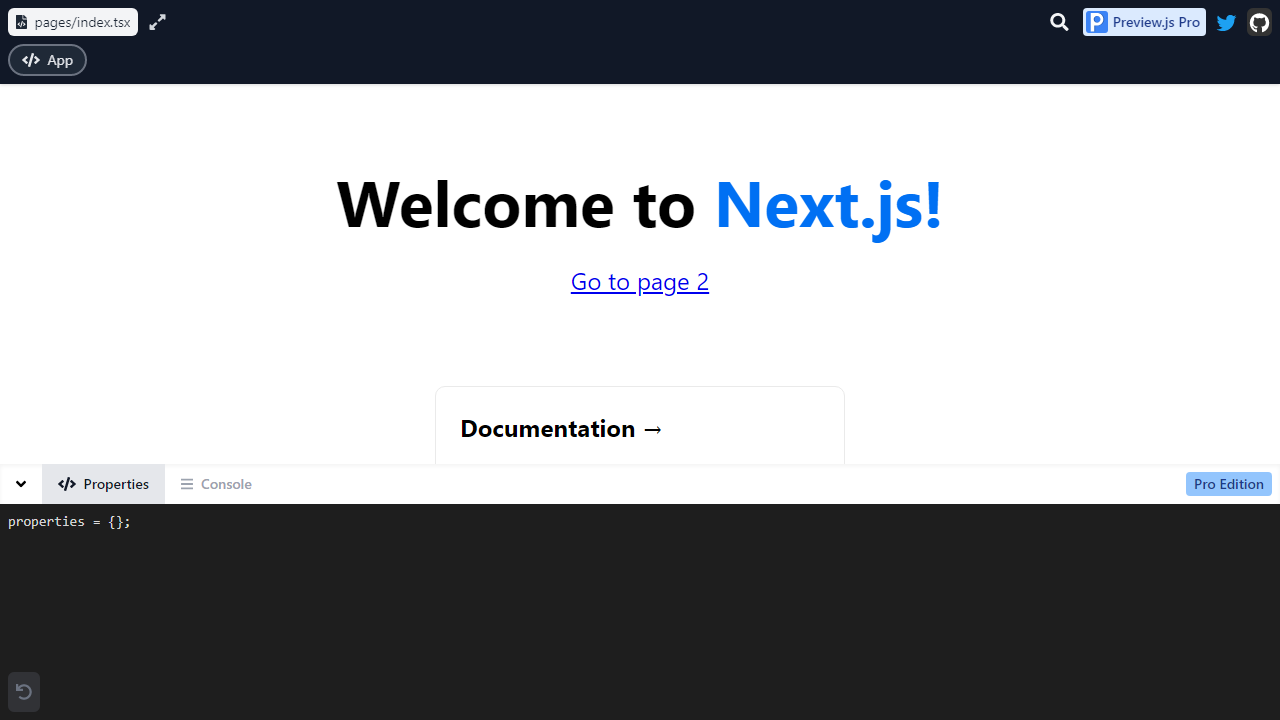 pages/index.tsx
Preview.js Pro
App
Welcome to Next.js!
Go to page 2
Documentation →
Properties
Console
Pro Edition
properties = {};